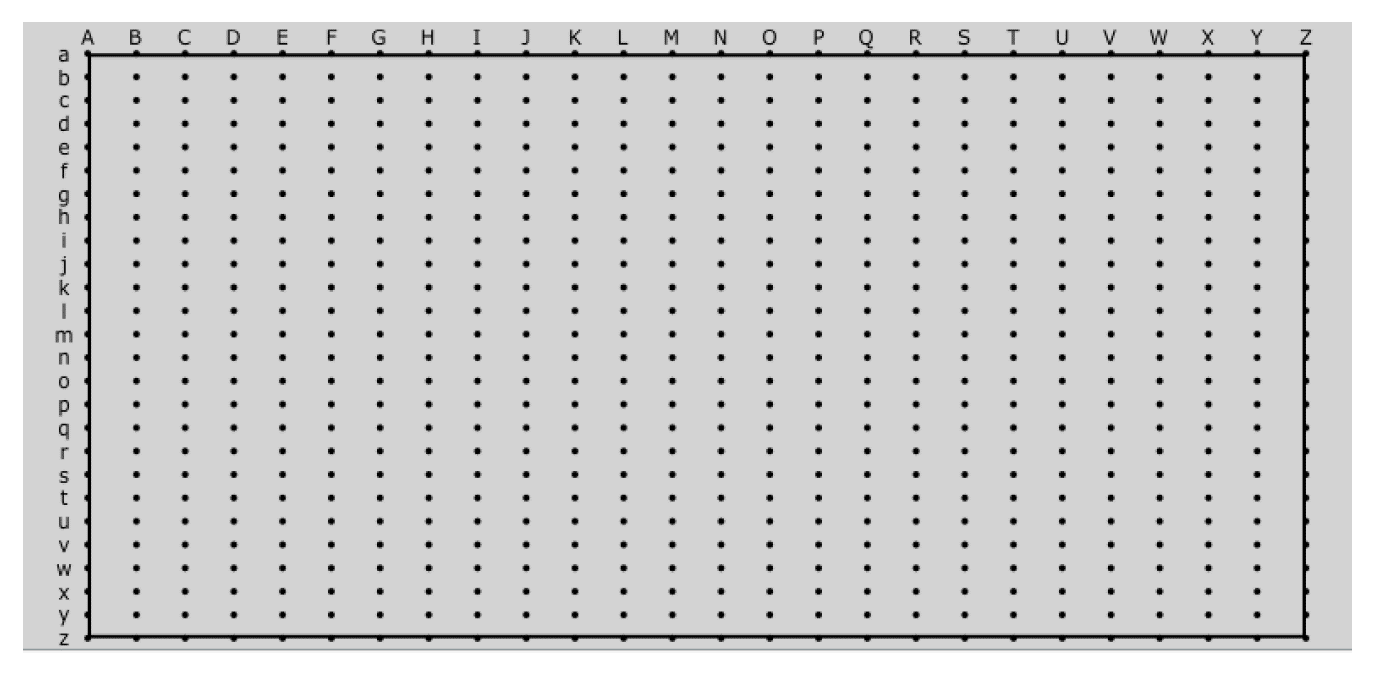 A B C D E F G H I J K L M N O P Q R S T U V W X Y Z
a
b
c
d
e
f
g
h
i
j
k
l
m
n
o
p
q
r
s
t
u
v
w
x
y
z